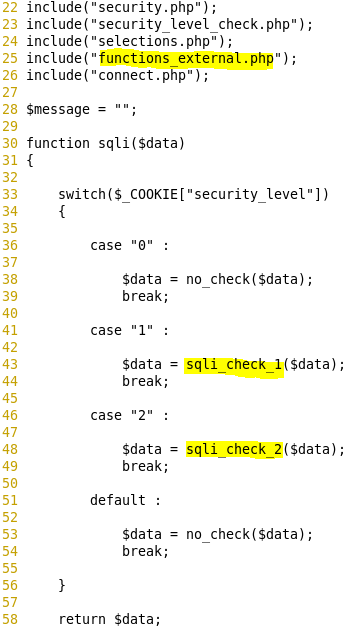 22 include("security.php");
23 include("security_level_check.php");
24 include("selections.php");
25 include("functions_external.php");
26 include("connect.php");
27
28 $message = "";
29
30 function sqli($data)
31 {
32
33     switch($_COOKIE["security_level"])
34     {
35
36         case "0" :
37
38             $data = no_check($data);
39             break;
40
41         case "1" :
42
43             $data = sqli_check_1($data);
44             break;
45
46         case "2" :
47
48             $data = sqli_check_2($data);
49             break;
50
51         default :
52
53             $data = no_check($data);
54             break;
55
56     }
57
58     return $data;